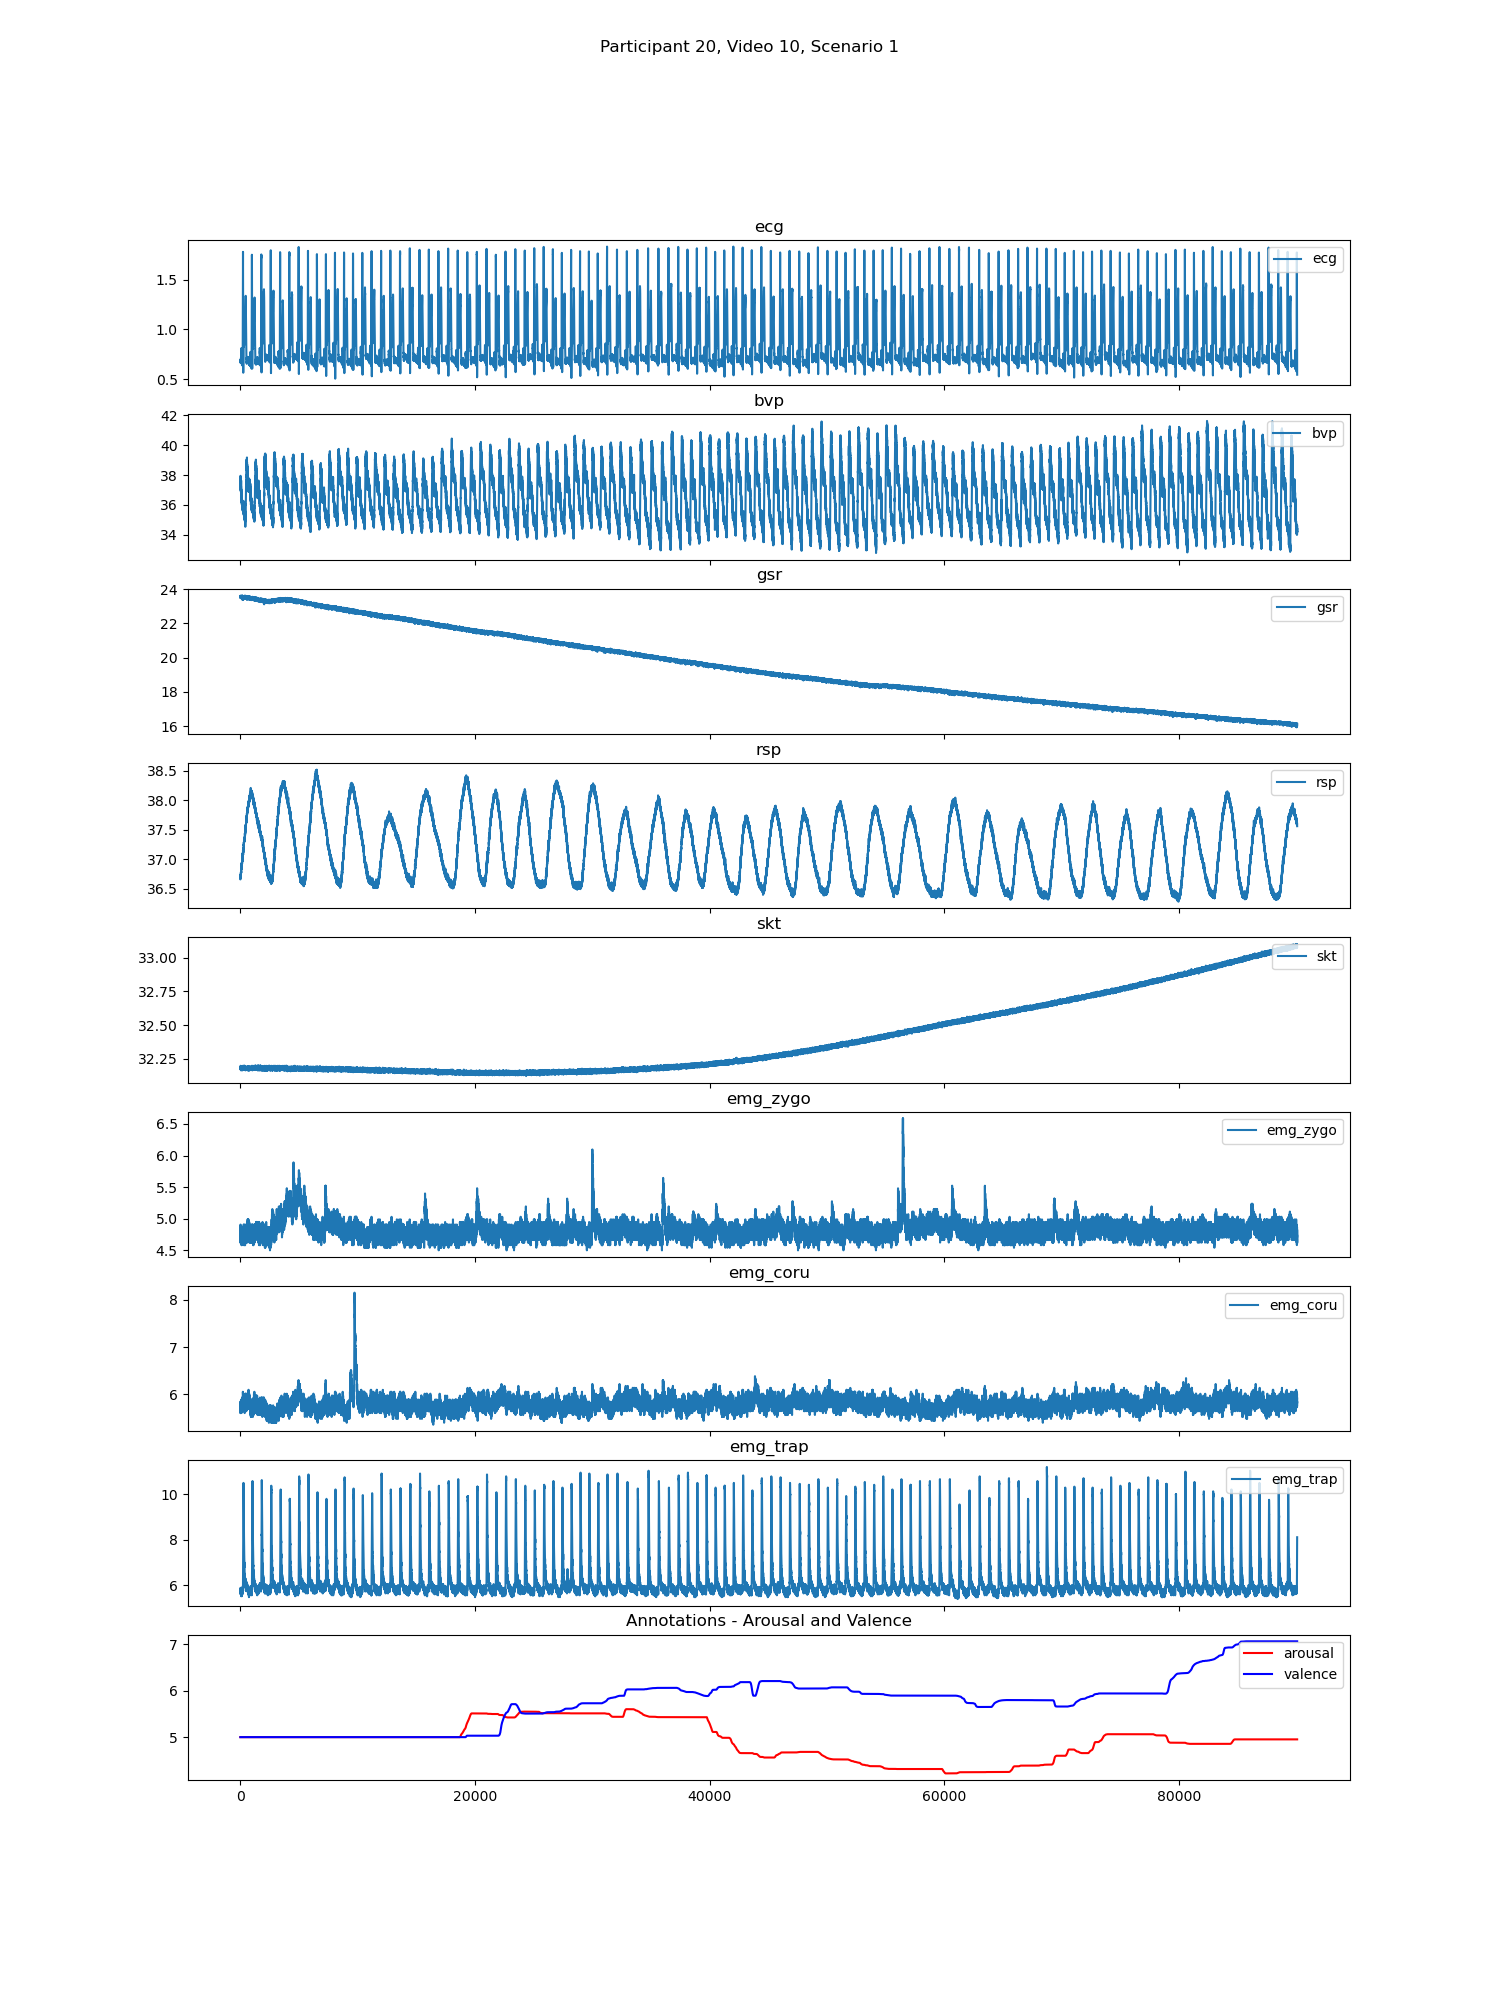 Participant 20, Video 10, Scenario 1
ecg
1.5
1.0
0.5
ecg
bvp
42
40
38
36
34
bvp
gsr
24
22
20
18
16
gsr
rsp
38.5
38.0
37.5
37.0
36.5
rsp
skt
33.00
32.75
32.50
32.25
skt
emg_zygo
6.5
6.0
5.5
5.0
4.5
emg_zygo
emg_coru
8
7
6
emg_coru
emg_trap
10
8
6
emg_trap
Annotations - Arousal and Valence
7
6
5
arousal
valence
0 20000 40000 60000 80000